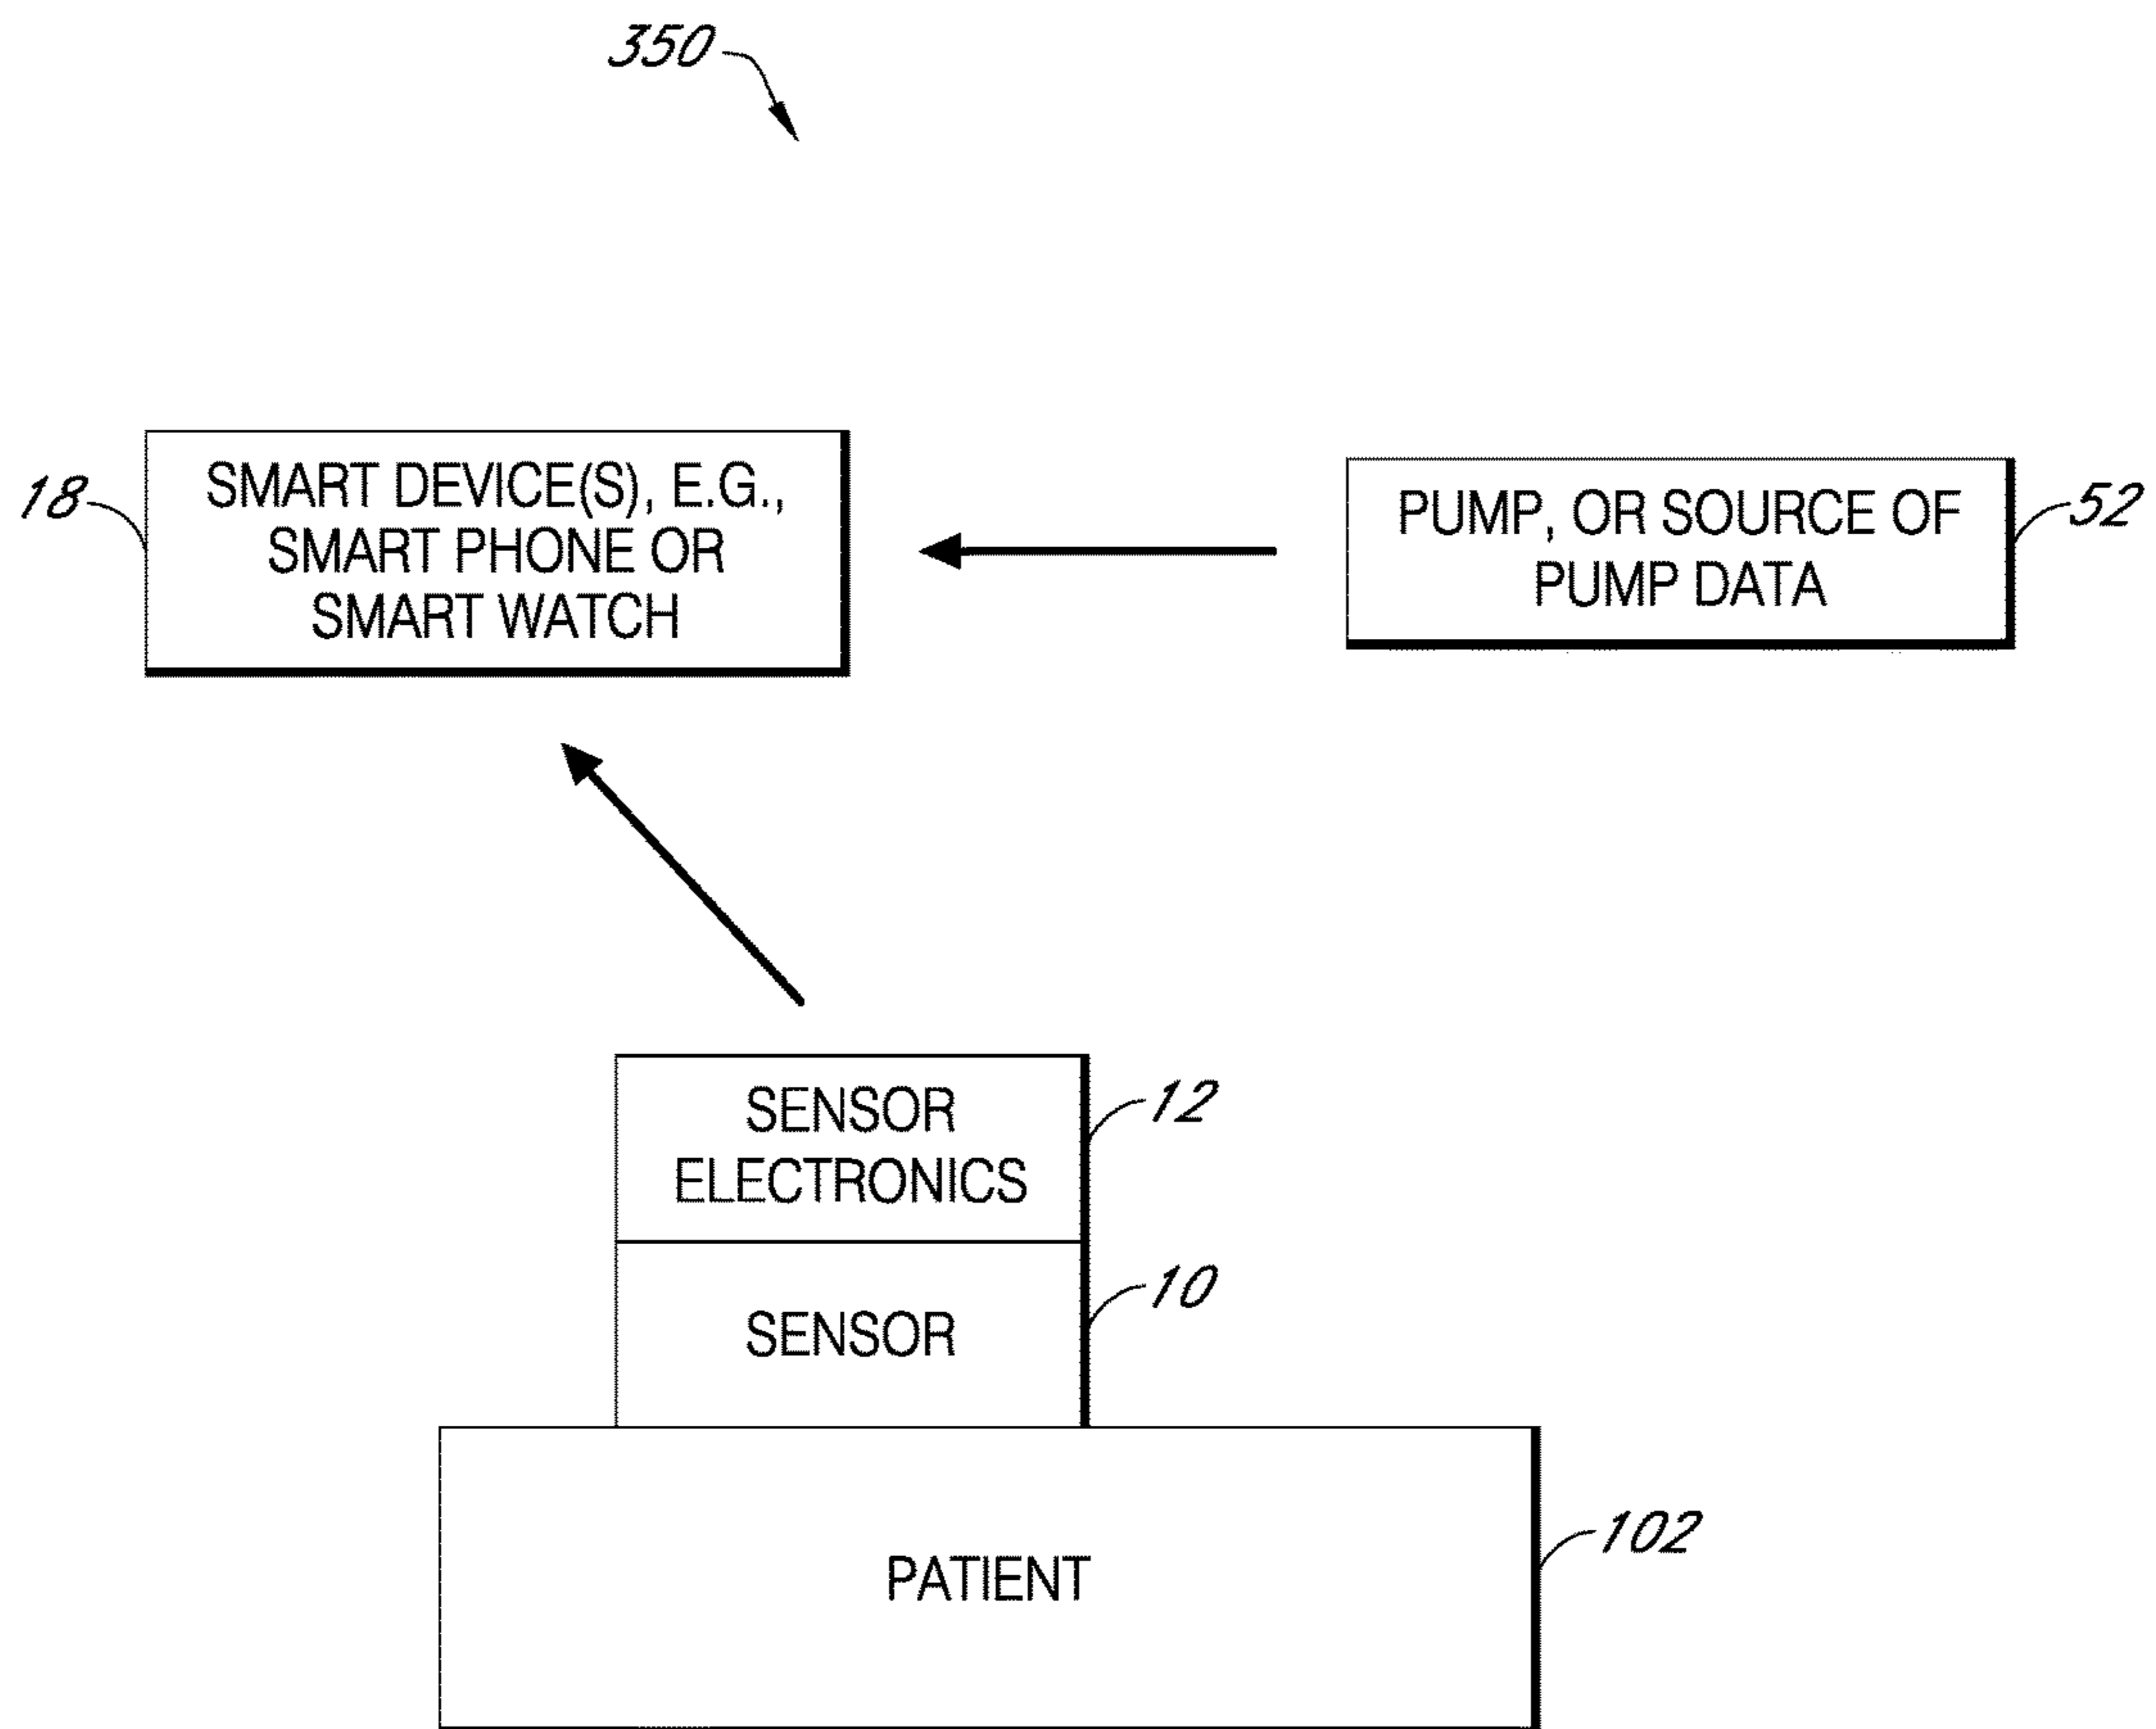 350
18
SMART DEVICE(S), E.G.,
SMART PHONE OR
SMART WATCH
PUMP, OR SOURCE OF
PUMP DATA
52
SENSOR
ELECTRONICS
12
SENSOR
10
PATIENT
102